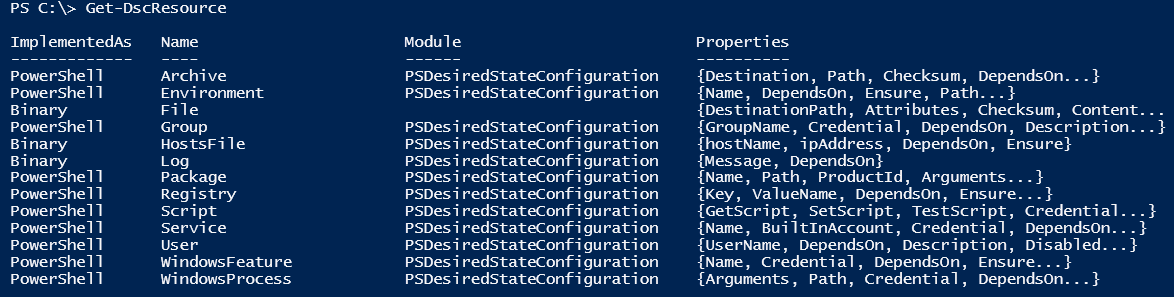 PS C:\> Get-DscResource
ImplementedAs   Name                      Module                          Properties
-------------   ----                      ------                          ----------
PowerShell      Archive                   PSDesiredStateConfiguration     {Destination, Path, Checksum, DependsOn...}
PowerShell      Environment               PSDesiredStateConfiguration     {Name, DependsOn, Ensure, Path...}
Binary          File                                                      {DestinationPath, Attributes, Checksum, Content...
PowerShell      Group                     PSDesiredStateConfiguration     {GroupName, Credential, DependsOn, Description...}
Binary          HostsFile                 PSDesiredStateConfiguration     {hostName, ipAddress, DependsOn, Ensure}
Binary          Log                       PSDesiredStateConfiguration     {Message, DependsOn}
PowerShell      Package                   PSDesiredStateConfiguration     {Name, Path, ProductId, Arguments...}
PowerShell      Registry                  PSDesiredStateConfiguration     {Key, ValueName, DependsOn, Ensure...}
PowerShell      Script                    PSDesiredStateConfiguration     {GetScript, SetScript, TestScript, Credential...}
PowerShell      Service                   PSDesiredStateConfiguration     {Name, BuiltInAccount, Credential, DependsOn...}
PowerShell      User                      PSDesiredStateConfiguration     {UserName, DependsOn, Description, Disabled...}
PowerShell      WindowsFeature            PSDesiredStateConfiguration     {Name, Credential, DependsOn, Ensure...}
PowerShell      WindowsProcess            PSDesiredStateConfiguration     {Arguments, Path, Credential, DependsOn...}